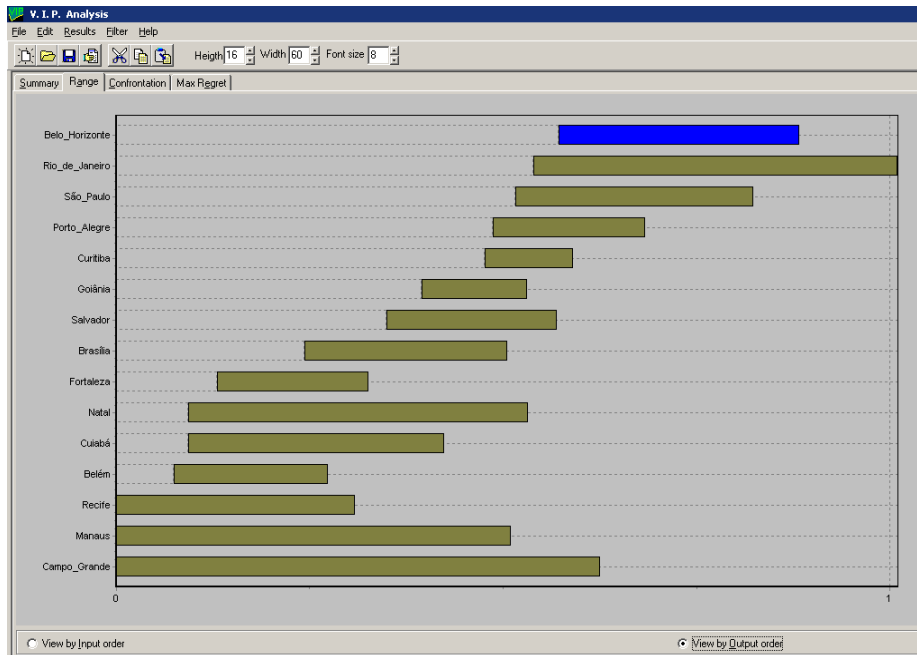 V. I. P. Analysis
File Edit Results Filter Help
Heigth 16 Width 60 Font size 8
Summary Range Confrontation Max Regret
Belo_Horizonte
Rio_de_Janeiro
São_Paulo
Porto_Alegre
Curitiba
Goiânia
Salvador
Brasília
Fortaleza
Natal
Cuiabá
Belém
Recife
Manaus
Campo_Grande
0 1
View by Input order View by Output order